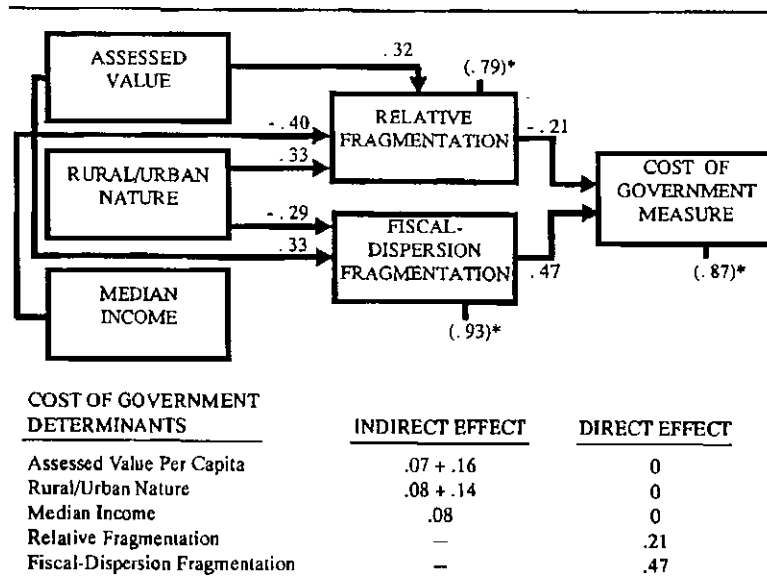 ASSESSED
VALUE
.32
(.79)*
RELATIVE
FRAGMENTATION
-.40
-.21
RURAL/URBAN
NATURE
.33
COST OF
GOVERNMENT
MEASURE
-.29
FISCAL-
DISPERSION
FRAGMENTATION
.33
.47
(.87)*
MEDIAN
INCOME
(.93)*
COST OF GOVERNMENT
DETERMINANTS INDIRECT EFFECT DIRECT EFFECT
Assessed Value Per Capita .07 + .16 0
Rural/Urban Nature .08 + .14 0
Median Income .08 0
Relative Fragmentation – .21
Fiscal-Dispersion Fragmentation – .47